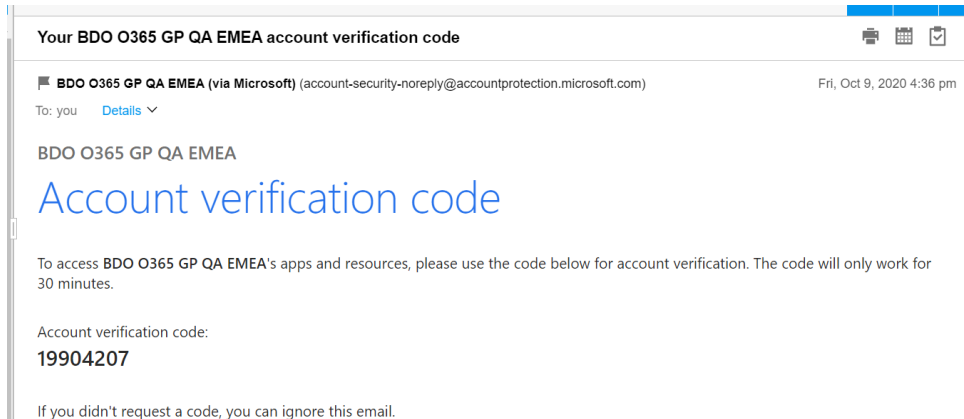 Your BDO O365 GP QA EMEA account verification code
BDO O365 GP QA EMEA (via Microsoft) (account-security-noreply@accountprotection.microsoft.com) Fri, Oct 9, 2020 4:36 pm
To: you Details
BDO O365 GP QA EMEA
Account verification code
To access BDO O365 GP QA EMEA's apps and resources, please use the code below for account verification. The code will only work for
30 minutes.
Account verification code:
19904207
If you didn't request a code, you can ignore this email.